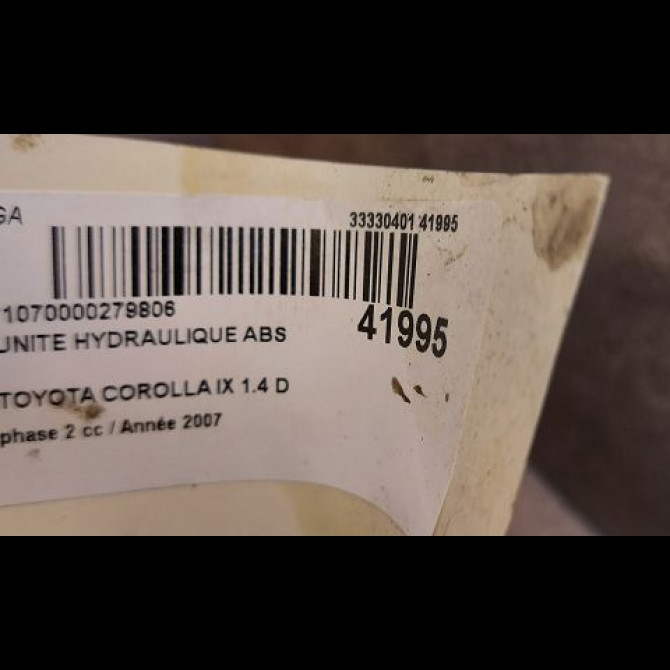 GA 33330401 41995
1070000279806
41995
UNITE HYDRAULIQUE ABS
TOYOTA COROLLA IX 1.4 D
phase 2 cc / Année 2007